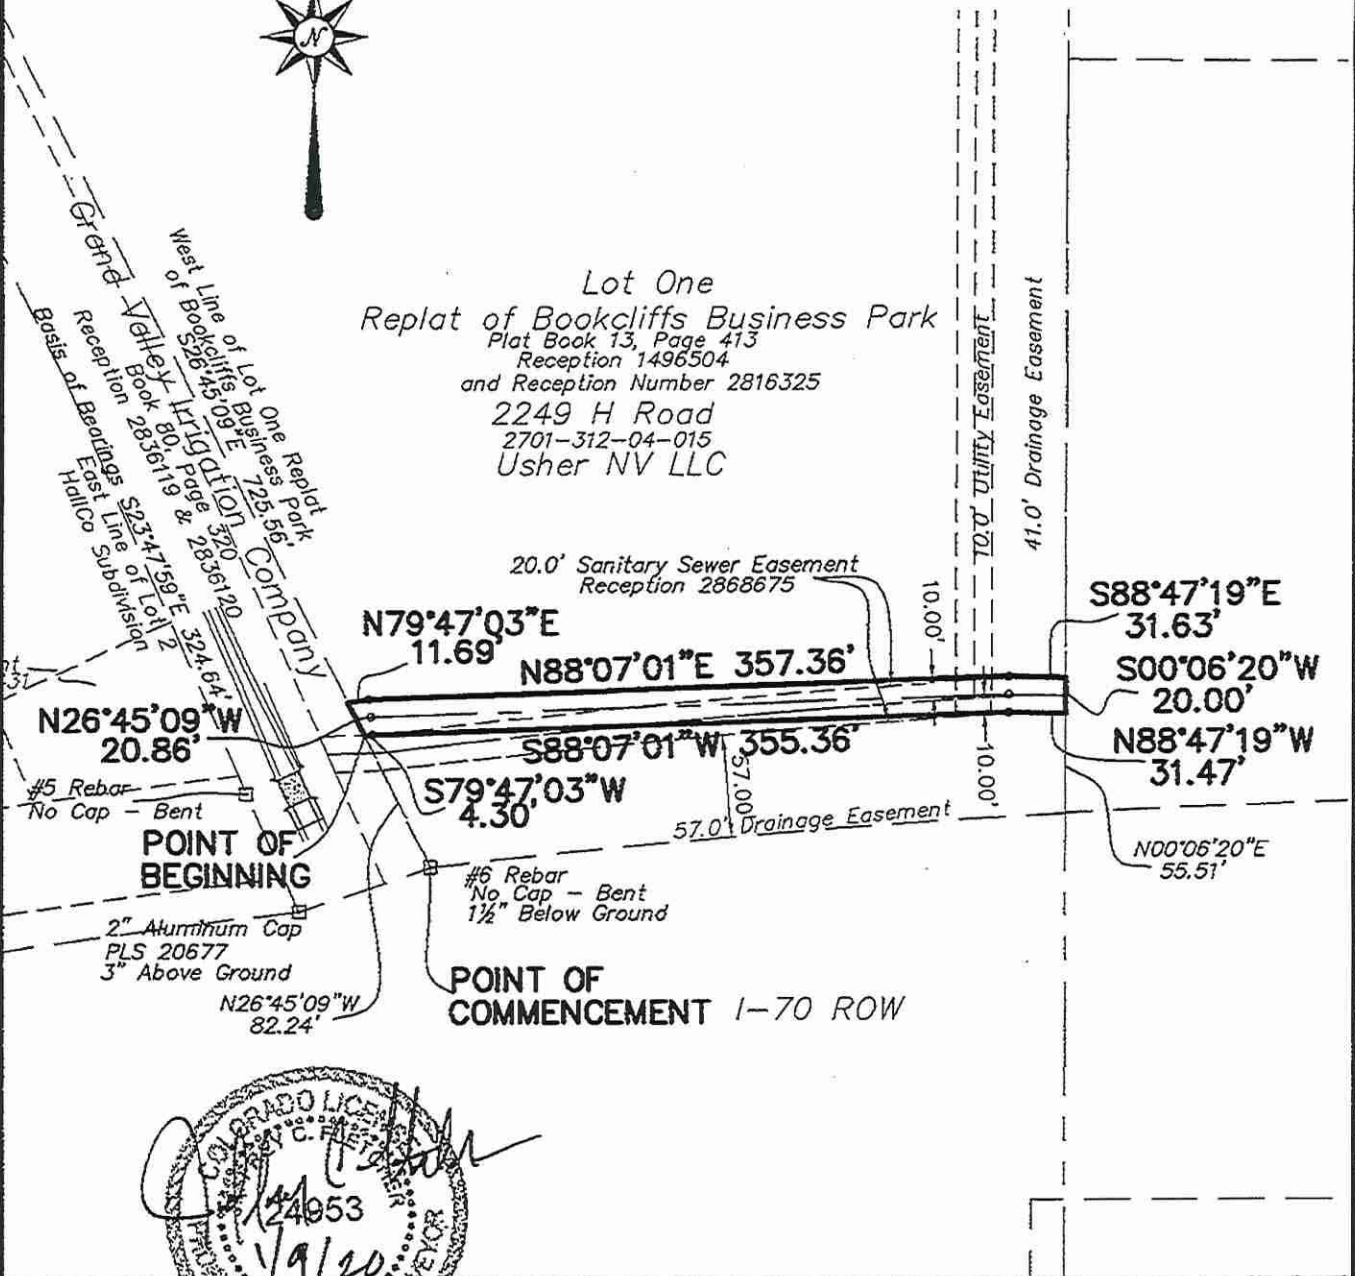 N
Grand Valley Irrigation Company
Book 80, Page 320
Reception 2836119 & 2836120
West Line of Lot One Replat
of Bookcliffs Business Park
S26°45'09"E 725.56'
Basis of Bearings S23°47'59"E 324.64'
East Line of Lot 2
HallCo Subdivision
Lot One
Replat of Bookcliffs Business Park
Plat Book 13, Page 413
Reception 1496504
and Reception Number 2816325
2249 H Road
2701-312-04-015
Usher NV LLC
10.0' Utility Easement
41.0' Drainage Easement
20.0' Sanitary Sewer Easement
Reception 2868675
10.00'
S88°47'19"E
31.63'
N79°47'03"E
11.69'
N88°07'01"E 357.36'
S00°06'20"W
20.00'
N26°45'09"W
20.86'
S88°07'01"W 355.36'
N88°47'19"W
31.47'
S79°47'03"W
4.30'
57.00'
10.00'
#5 Rebar
No Cap - Bent
57.0' Drainage Easement
POINT OF
BEGINNING
N00°06'20"E
55.51'
#6 Rebar
No Cap - Bent
1½" Below Ground
2" Aluminum Cap
PLS 20677
3" Above Ground
N26°45'09"W
82.24'
POINT OF
COMMENCEMENT
I-70 ROW
COLORADO LICENSED
C. FLETCHER
24953
1/9/20